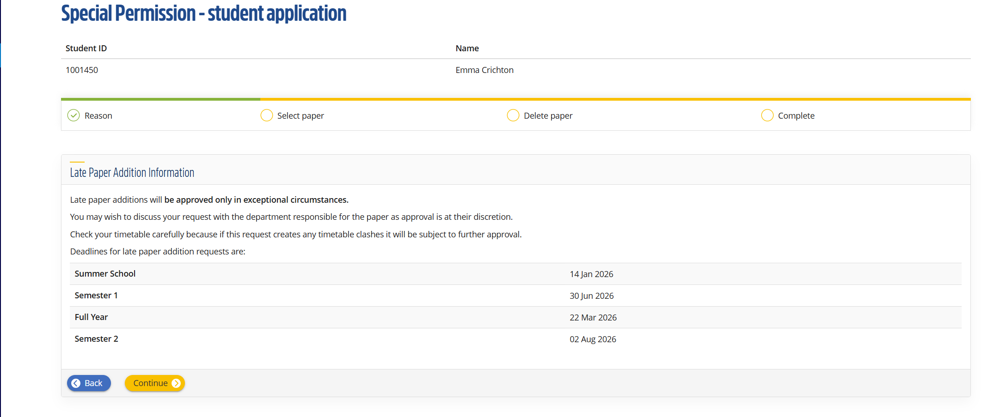 Special Permission - student application
Student ID Name
1001450 Emma Crichton
Reason Select paper Delete paper Complete
Late Paper Addition Information
Late paper additions will be approved only in exceptional circumstances.
You may wish to discuss your request with the department responsible for the paper as approval is at their discretion.
Check your timetable carefully because if this request creates any timetable clashes it will be subject to further approval.
Deadlines for late paper addition requests are:
Summer School 14 Jan 2026
Semester 1 30 Jun 2026
Full Year 22 Mar 2026
Semester 2 02 Aug 2026
Back Continue